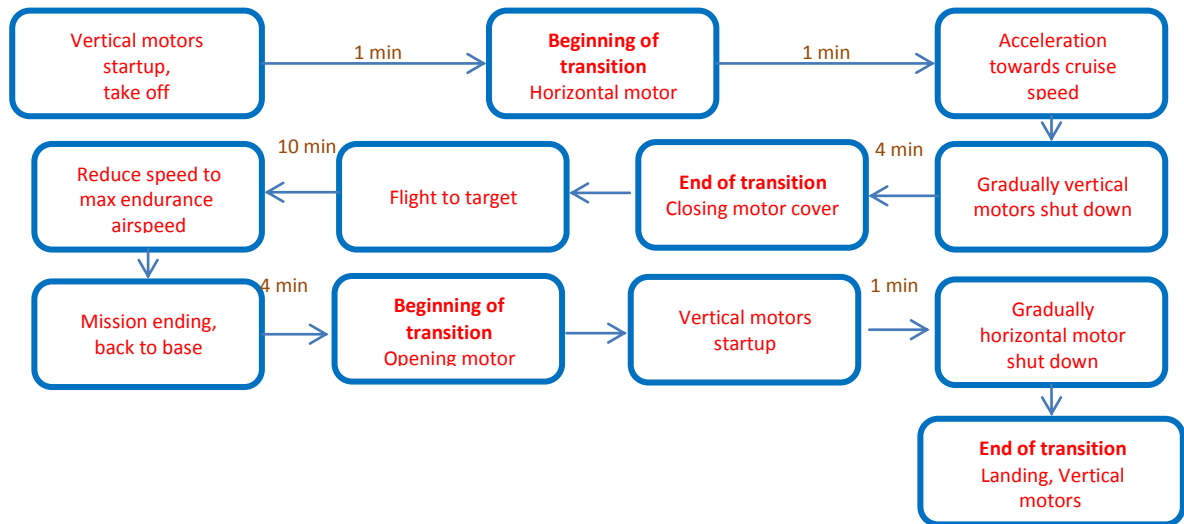 Vertical motors
startup,
take off
1 min
Beginning of
transition
Horizontal motor
1 min
Acceleration
towards cruise
speed
Gradually vertical
motors shut down
4 min
End of transition
Closing motor cover
Flight to target
10 min
Reduce speed to
max endurance
airspeed
Mission ending,
back to base
4 min
Beginning of
transition
Opening motor
Vertical motors
startup
1 min
Gradually
horizontal motor
shut down
End of transition
Landing, Vertical
motors